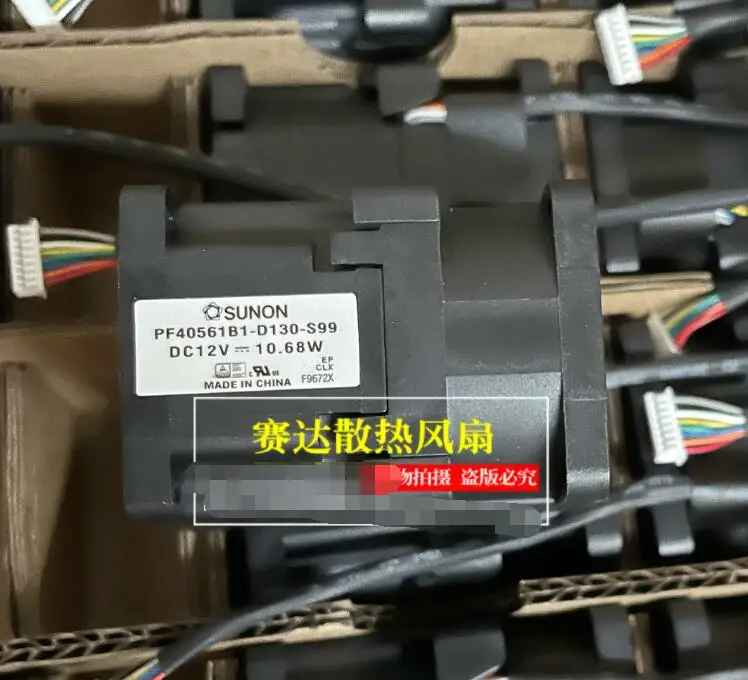 SUNON
PF40561B1-D130-S99
DC12V 10.68W
EP
CLX
MADE IN CHINA F9672X
赛达散热风扇
物拍摄 盗版必究